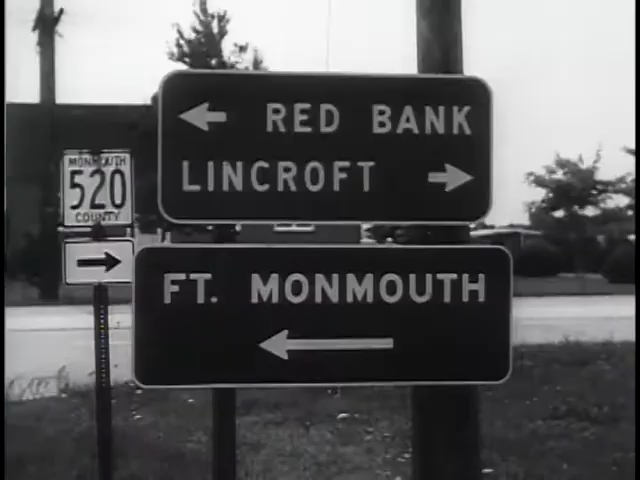 RED BANK
LINCROFT
MONMOUTH
520
COUNTY
FT. MONMOUTH